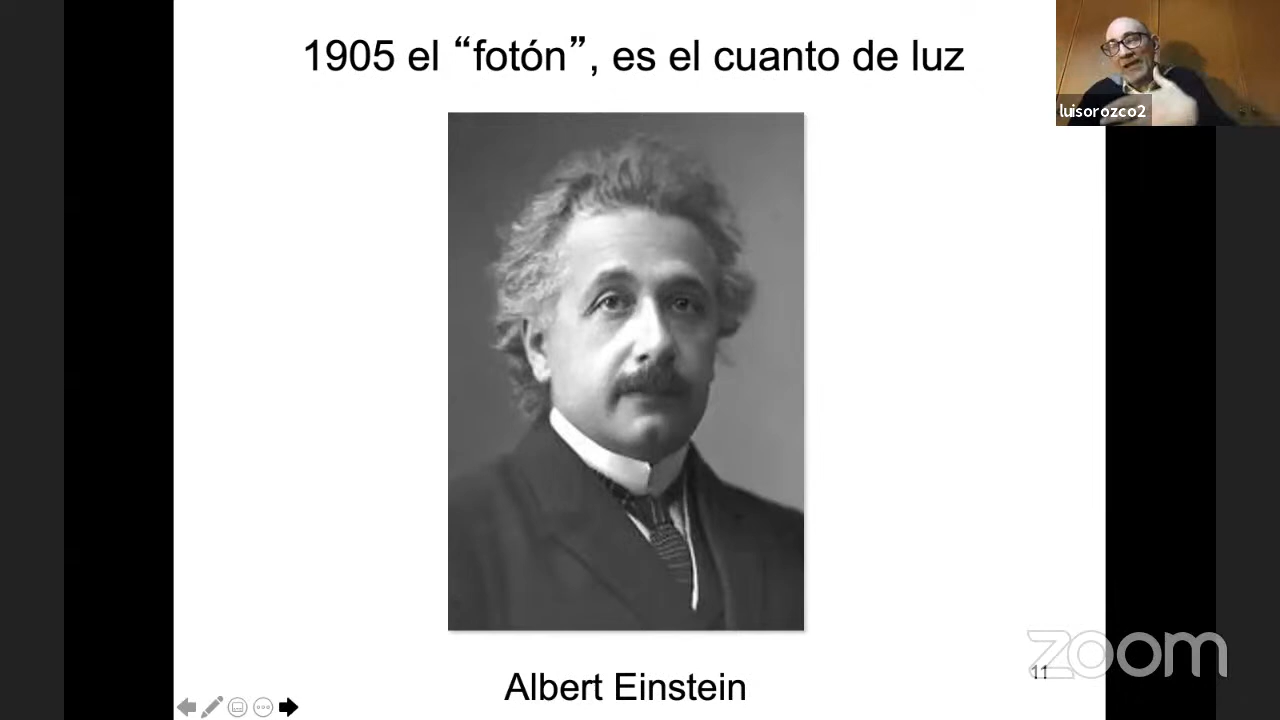 1905 el “fotón”, es el cuanto de luz
luisorozco2
Albert Einstein
11
zoom